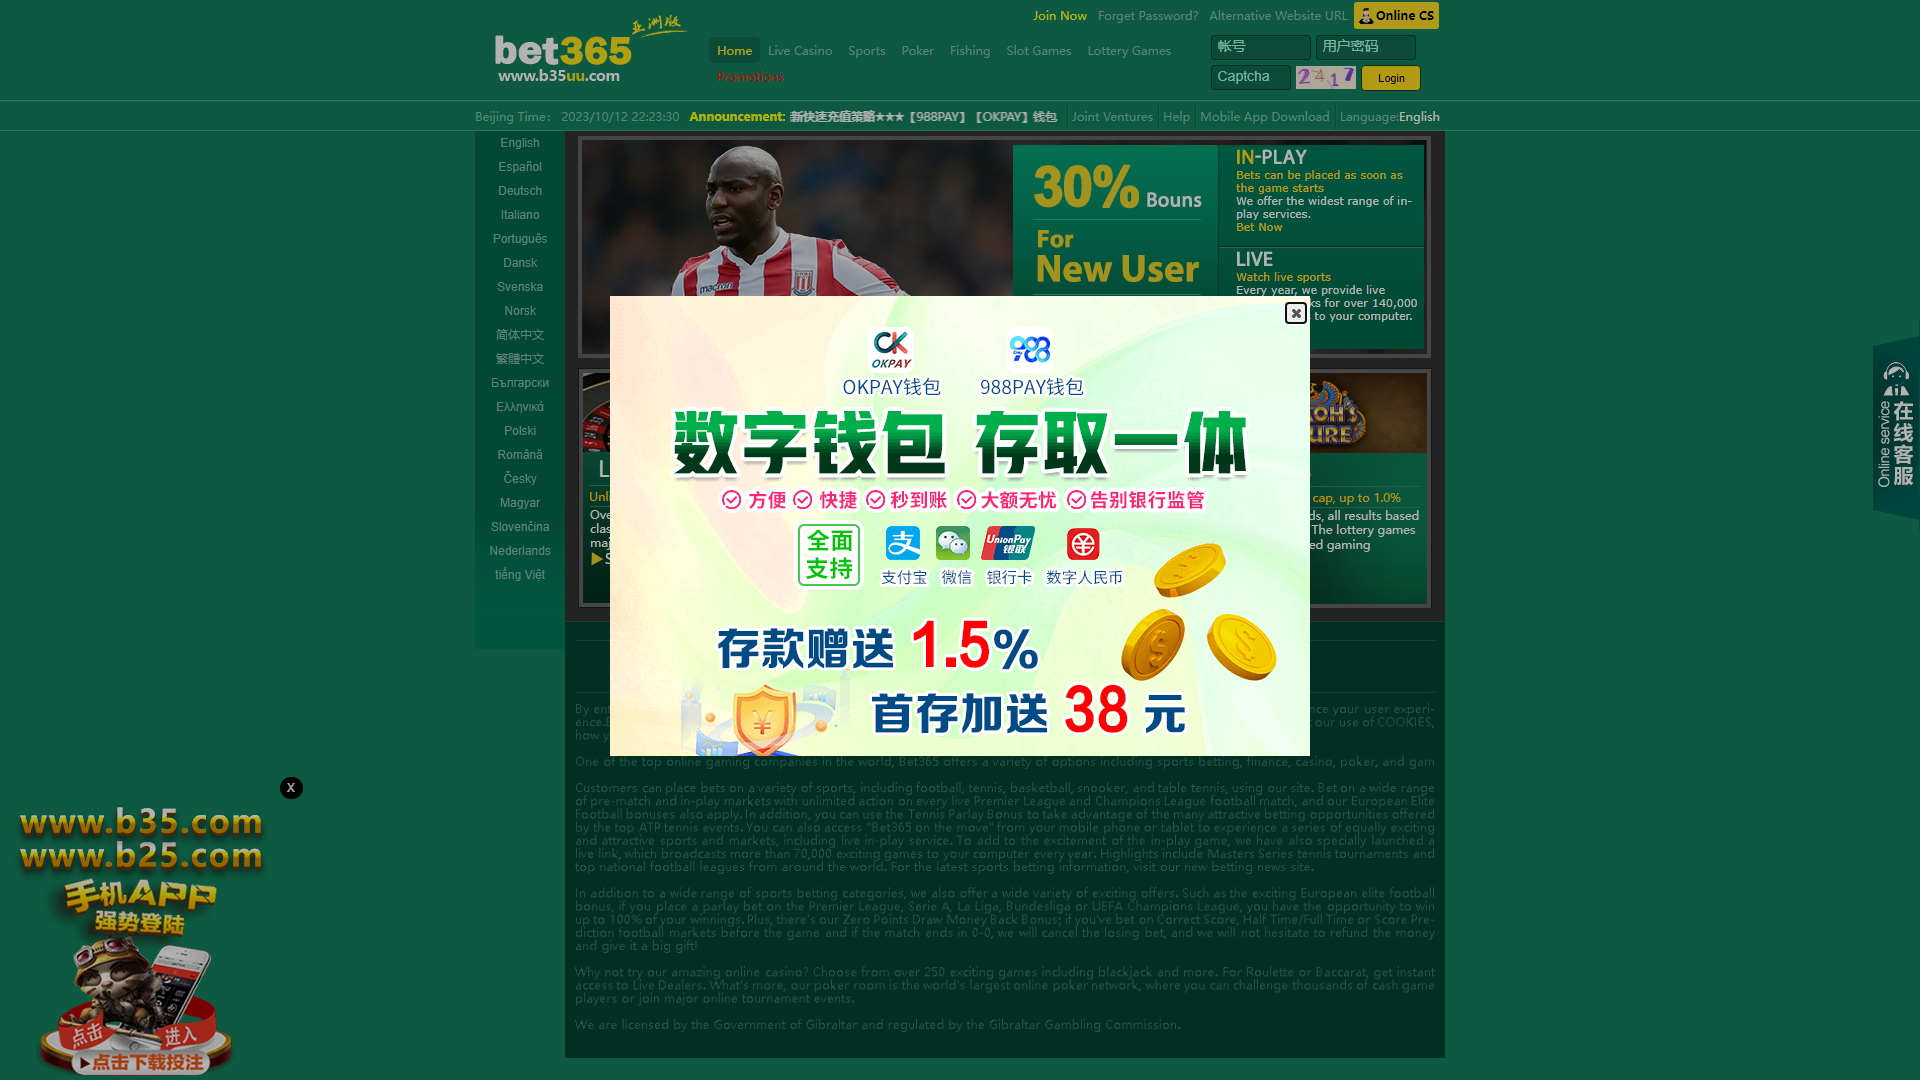 Join Now Forget Password? Alternative Website URL Online CS
亚洲版
bet365
www.b35uu.com
Home Live Casino Sports Poker Fishing Slot Games Lottery Games
Promotions
帐号 用户密码
Captcha 2417 Login
Beijing Time: 2023/10/12 22:23:30 Announcement: 新快速充值策略★★★【988PAY】【OKPAY】钱包 Joint Ventures Help Mobile App Download Language:English
English
Español
Deutsch
Italiano
Português
Dansk
Svenska
Norsk
简体中文
繁體中文
Български
Ελληνικά
Polski
Română
Česky
Magyar
Slovenčina
Nederlands
tiếng Việt
macron
30% Bouns
For
New User
IN-PLAY
Bets can be placed as soon as
the game starts
We offer the widest range of in-
play services.
Bet Now
LIVE
Watch live sports
Every year, we provide live
ks for over 140,000
to your computer.
OKPAY
OKPAY钱包 988PAY钱包
数字钱包 存取一体
方便 快捷 秒到账 大额无忧 告别银行监管
全面
支持
UnionPay
银联
支付宝 微信 银行卡 数字人民币
存款赠送 1.5%
首存加送 38 元
cap, up to 1.0%
ds, all results based
The lottery games
ed gaming
Online service
在线客服
how y
One of the top online gaming companies in the world, Bet365 offers a variety of options including sports betting, finance, casino, poker, and gam
Customers can place bets on a variety of sports, including football, tennis, basketball, snooker, and table tennis, using our site. Bet on a wide range
of pre-match and in-play markets with unlimited action on every live Premier League and Champions League football match, and our European Elite
Football bonuses also apply. In addition, you can use the Tennis Parlay Bonus to take advantage of the many attractive betting opportunities offered
by the top ATP tennis events. You can also access "Bet365 on the move" from your mobile phone or tablet to experience a series of equally exciting
and attractive sports and markets, including live in-play service. To add to the excitement of the in-play game, we have also specially launched a
live link, which broadcasts more than 70,000 exciting games to your computer every year. Highlights include Masters Series tennis tournaments and
top national football leagues from around the world. For the latest sports betting information, visit our new betting news site.
In addition to a wide range of sports betting categories, we also offer a wide variety of exciting offers. Such as the exciting European elite football
bonus, if you place a parlay bet on the Premier League, Serie A, La Liga, Bundesliga or UEFA Champions League, you have the opportunity to win
up to 100% of your winnings. Plus, there's our Zero Points Draw Money Back Bonus: if you've bet on Correct Score, Half Time/Full Time or Score Pre-
diction football markets before the game and if the match ends in 0-0, we will cancel the losing bet, and we will not hesitate to refund the money
and give it a big gift!
Why not try our amazing online casino? Choose from over 250 exciting games including blackjack and more. For Roulette or Baccarat, get instant
access to Live Dealers. What's more, our poker room is the world's largest online poker network, where you can challenge thousands of cash game
players or join major online tournament events.
We are licensed by the Government of Gibraltar and regulated by the Gibraltar Gambling Commission.
X
www.b35.com
www.b25.com
手机APP
强势登陆
点击 进入
点击下载投注